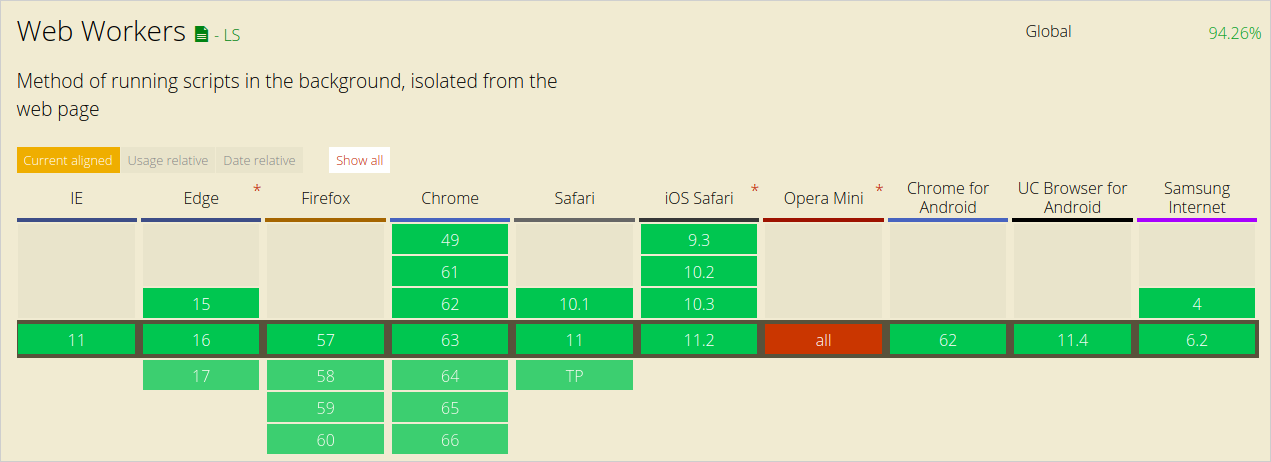 Web Workers - LS
Global 94.26%
Method of running scripts in the background, isolated from the
web page
Current aligned Usage relative Date relative Show all
IE Edge * Firefox Chrome Safari iOS Safari * Opera Mini * Chrome for Android UC Browser for Android Samsung Internet
49 9.3
61 10.2
15 62 10.1 10.3 4
11 16 57 63 11 11.2 all 62 11.4 6.2
17 58 64 TP
59 65
60 66